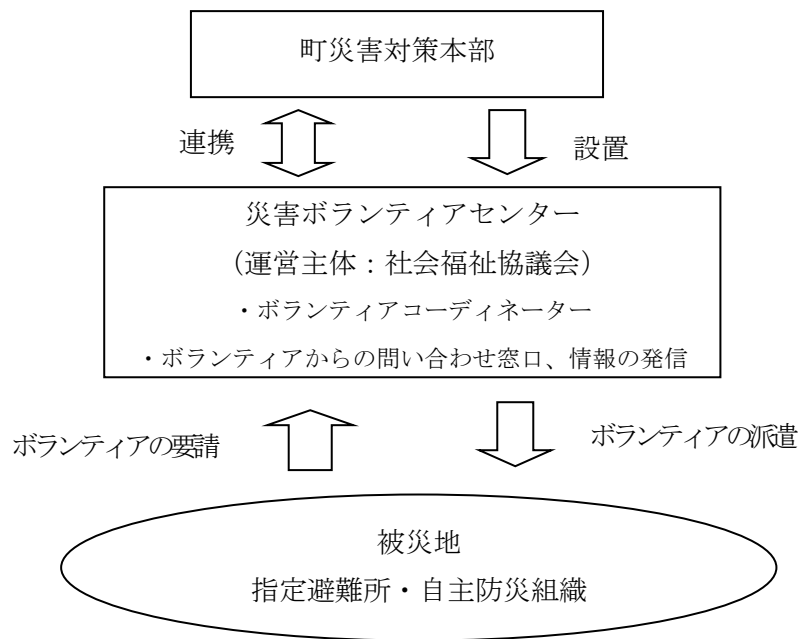 町災害対策本部
連携
設置
災害ボランティアセンター
(運営主体:社会福祉協議会)
・ボランティアコーディネーター
・ボランティアからの問い合わせ窓口、情報の発信
ボランティアの要請
ボランティアの派遣
被災地
指定避難所・自主防災組織